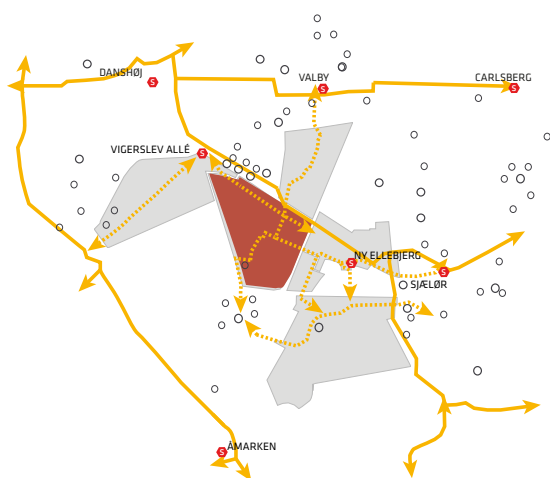 DANSHØJ
VALBY
CARLSBERG
VIGERSLEV ALLÉ
NY ELLEBJERG
SJÆLØR
ÅMARKEN
S
S
S
S
S
S
S